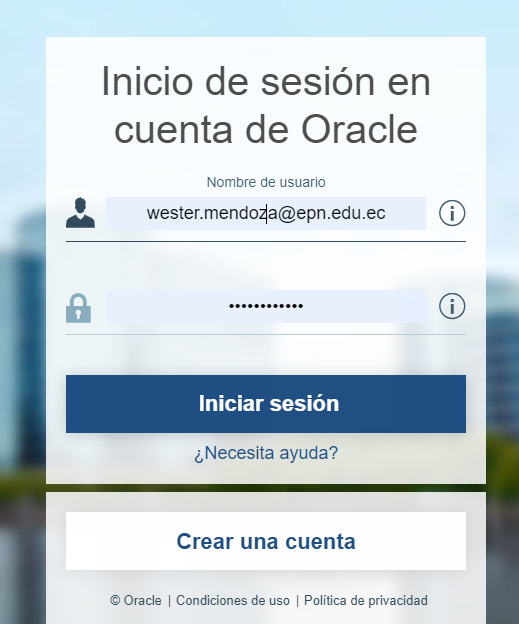 Inicio de sesión en
cuenta de Oracle
Nombre de usuario
wester.mendoza@epn.edu.ec
••••••••••••
Iniciar sesión
¿Necesita ayuda?
Crear una cuenta
© Oracle | Condiciones de uso | Política de privacidad